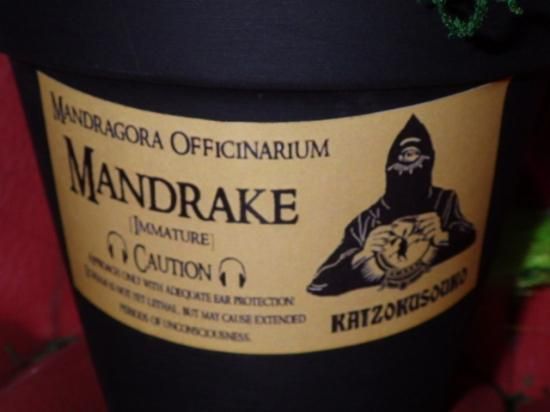 MANDRAGORA OFFICINARIUM
MANDRAKE
[IMMATURE]
CAUTION
APPROACH ONLY WITH ADEQUATE EAR PROTECTION
SCREAM IS NOT YET LETHAL, BUT MAY CAUSE EXTENDED
PERIODS OF UNCONSCIOUSNESS.
KATZOKUSOUND